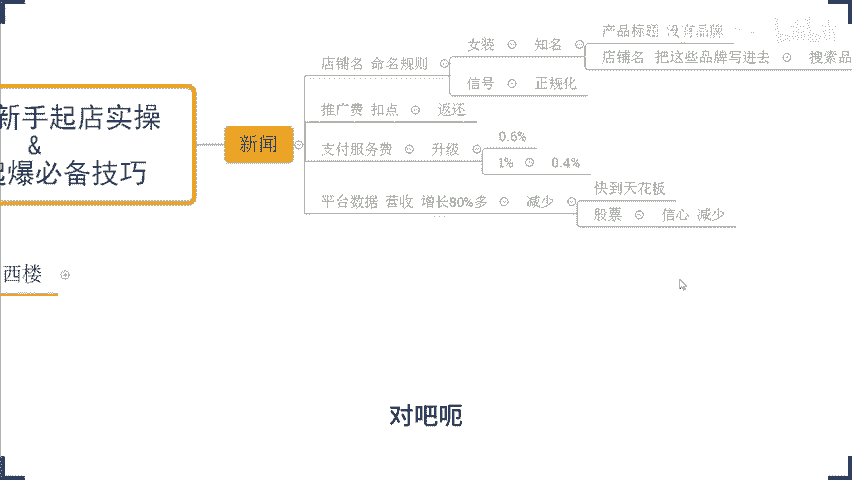 新手起店实操
&
爆必备技巧
西楼
新闻
店铺名 命名规则
女装
知名
产品标题 没有品牌
店铺名 把这些品牌写进去
搜索品
信号
正规化
推广费 扣点
返还
支付服务费
升级
0.6%
1%
0.4%
平台数据 营收 增长80%多
减少
快到天花板
股票
信心 减少
对吧呃